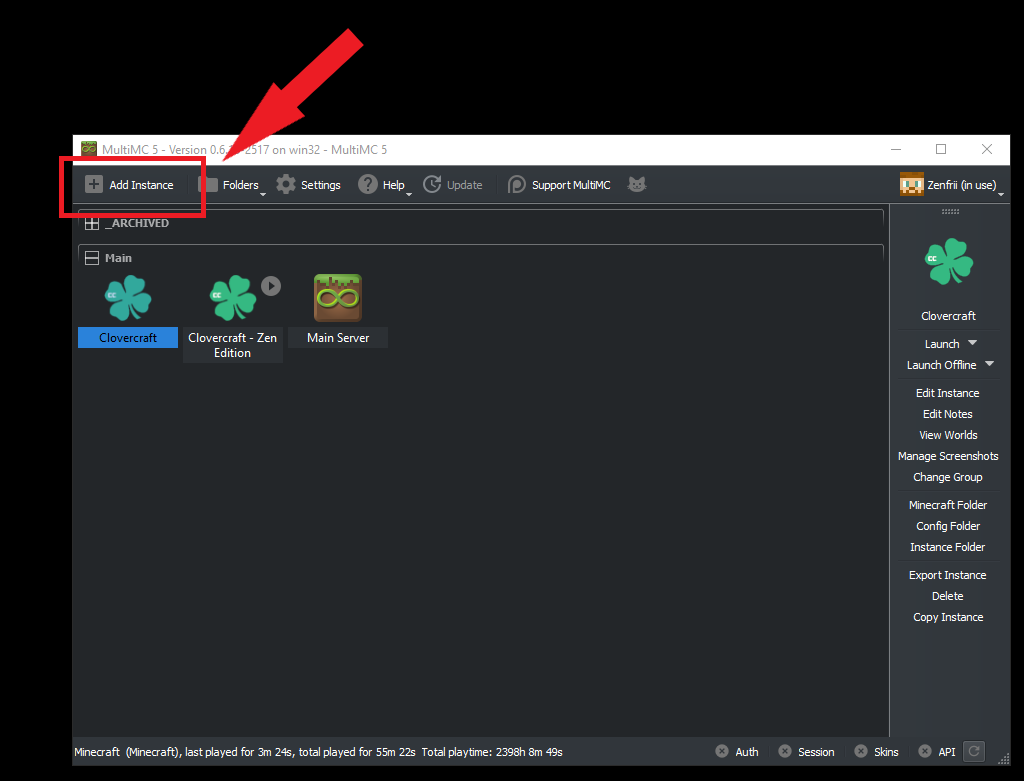 MultiMC 5 - Version 0.6. -2517 on win32 - MultiMC 5
Add Instance
Folders
Settings
Help
Update
Support MultiMC
Zenfrii (in use)
_ARCHIVED
Main
Clovercraft
Clovercraft - Zen
Edition
Main Server
CC
Clovercraft
Launch
Launch Offline
Edit Instance
Edit Notes
View Worlds
Manage Screenshots
Change Group
Minecraft Folder
Config Folder
Instance Folder
Export Instance
Delete
Copy Instance
Minecraft (Minecraft), last played for 3m 24s, total played for 55m 22s Total playtime: 2398h 8m 49s
Auth
Session
Skins
API